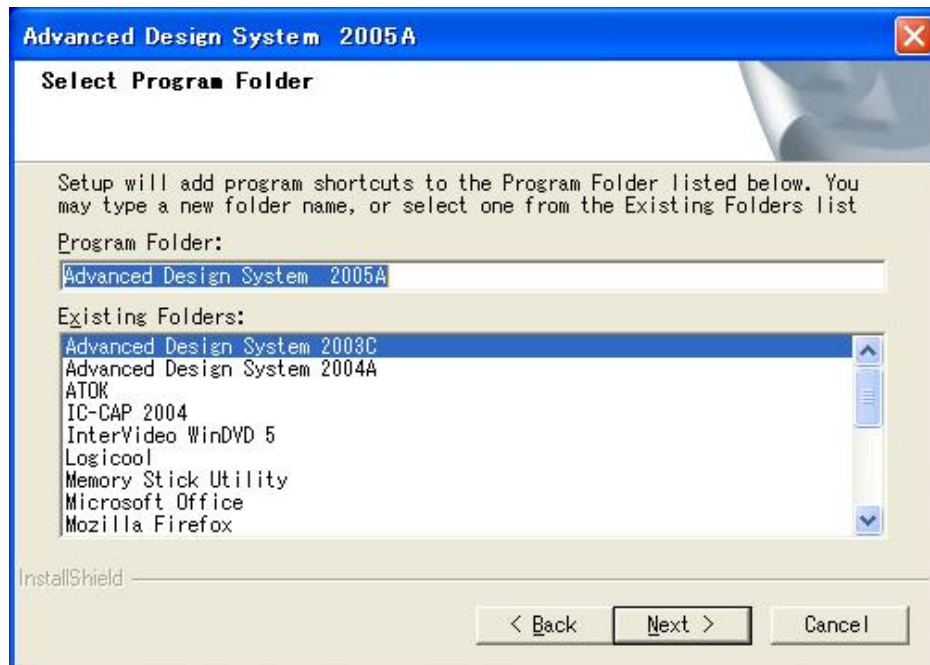 Advanced Design System 2005A
Select Program Folder
Setup will add program shortcuts to the Program Folder listed below. You
may type a new folder name, or select one from the Existing Folders list
Program Folder:
Advanced Design System 2005A
Existing Folders:
Advanced Design System 2003C
Advanced Design System 2004A
ATOK
IC-CAP 2004
InterVideo WinDVD 5
Logicool
Memory Stick Utility
Microsoft Office
Mozilla Firefox
InstallShield
< Back Next > Cancel